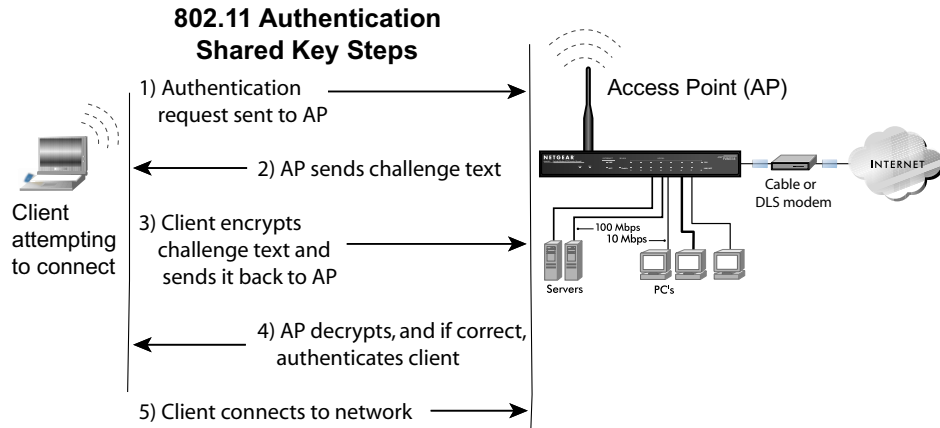 802.11 Authentication
Shared Key Steps
1) Authentication
request sent to AP
Access Point (AP)
2) AP sends challenge text
NETGEAR
INTERNET
Cable or
DLS modem
Client
attempting
to connect
3) Client encrypts
challenge text and
sends it back to AP
100 Mbps
10 Mbps
Servers
PC's
4) AP decrypts, and if correct,
authenticates client
5) Client connects to network